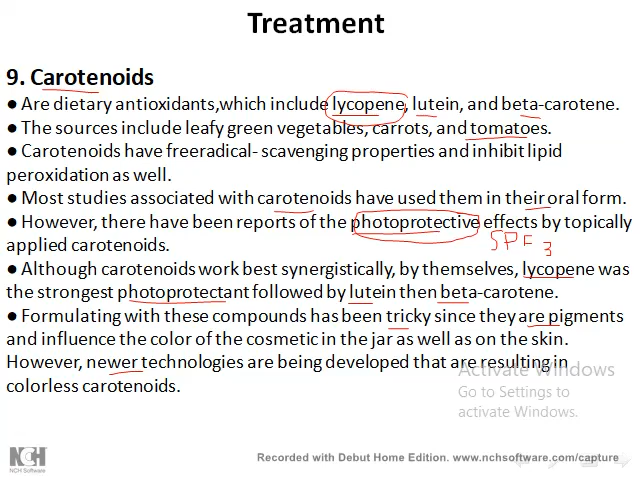 Treatment
9. Carotenoids
● Are dietary antioxidants,which include lycopene, lutein, and beta-carotene.
● The sources include leafy green vegetables, carrots, and tomatoes.
● Carotenoids have freeradical- scavenging properties and inhibit lipid
peroxidation as well.
● Most studies associated with carotenoids have used them in their oral form.
● However, there have been reports of the photoprotective effects by topically
applied carotenoids.
SPF 3
● Although carotenoids work best synergistically, by themselves, lycopene was
the strongest photoprotectant followed by lutein then beta-carotene.
● Formulating with these compounds has been tricky since they are pigments
and influence the color of the cosmetic in the jar as well as on the skin.
However, newer technologies are being developed that are resulting in
colorless carotenoids.
Activate Windows
Go to Settings to
activate Windows.
NCH
NCH Software
Recorded with Debut Home Edition. www.nchsoftware.com/capture